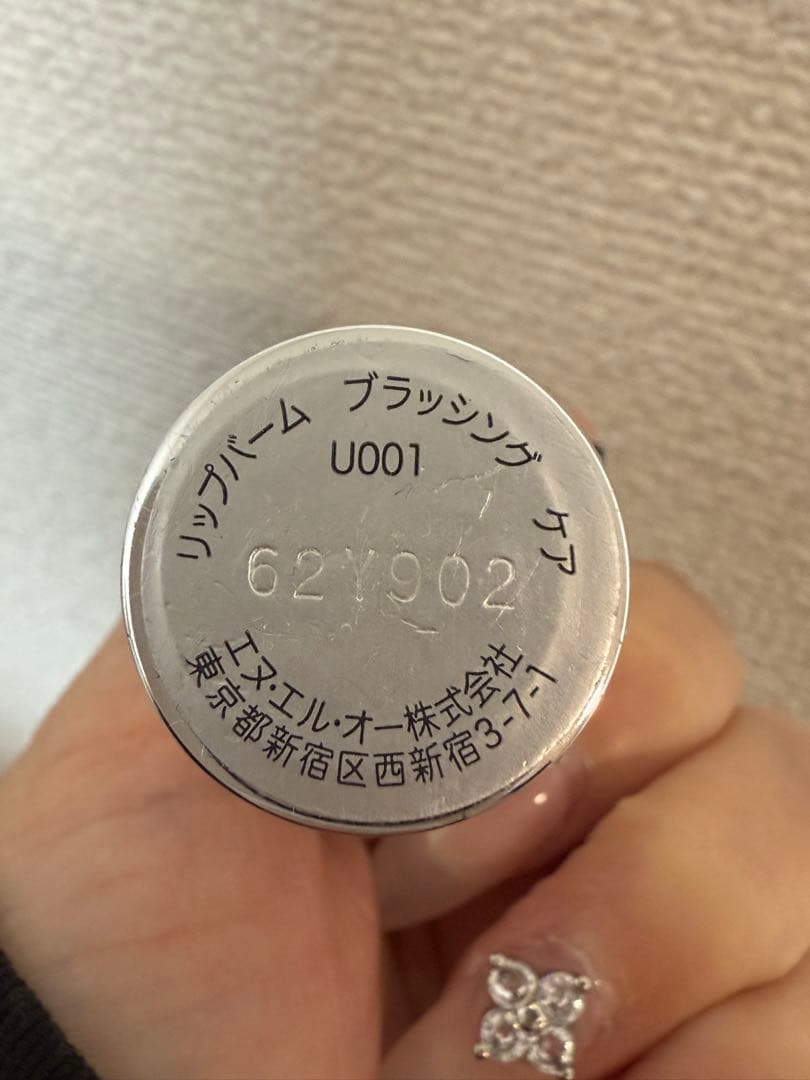 リップバーム ブラッシング ケア
U001
62Y902
エヌ・エル・オー株式会社
東京都新宿区西新宿3-7-1